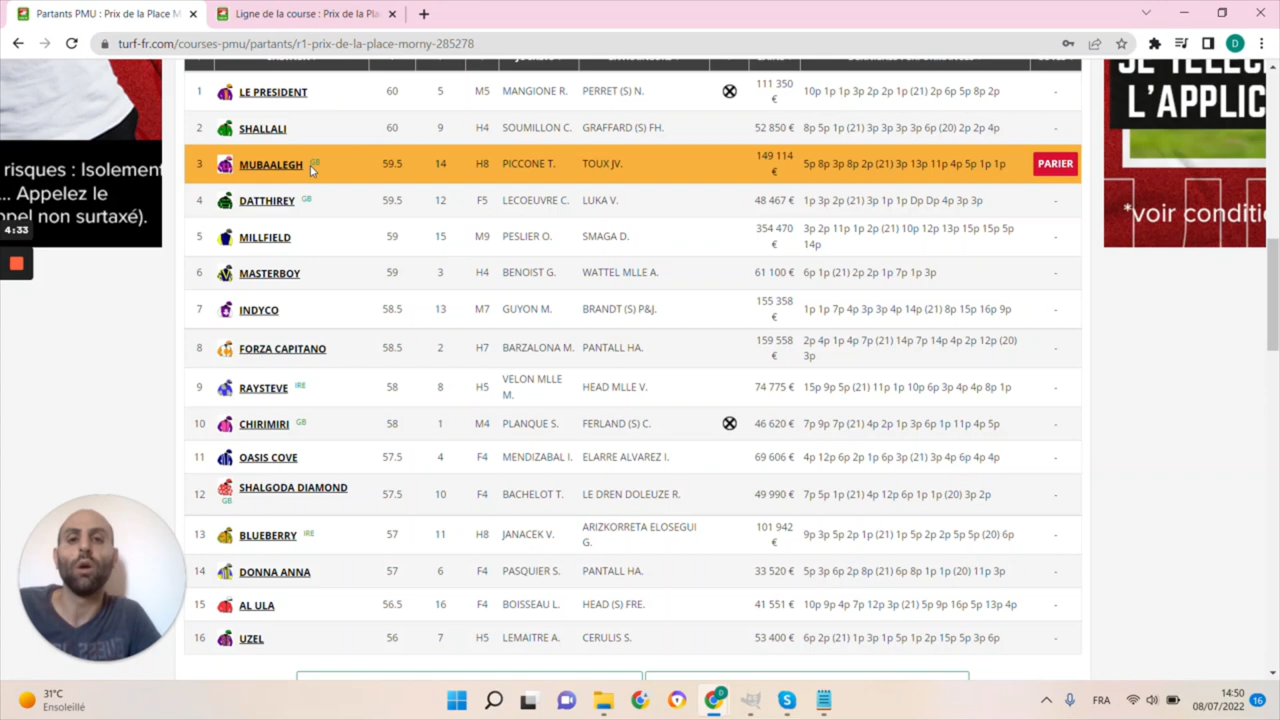 Partants PMU : Prix de la Place M
Ligne de la course : Prix de la Pla
turf-fr.com/courses-pmu/partants/r1-prix-de-la-place-morny-285278
D
1 LE PRESIDENT 60 5 M5 MANGIONE R. PERRET (S) N. 111 350 € 10p 1p 1p 3p 2p 2p 1p (21) 2p 6p 5p 8p 2p -
2 SHALLALI 60 9 H4 SOUMILLON C. GRAFFARD (S) FH. 52 850 € 8p 5p 1p (21) 3p 3p 3p 6p (20) 2p 2p 4p -
3 MUBAALEGH GB 59.5 14 H8 PICCONE T. TOUX JV. 149 114 € 5p 8p 3p 8p 2p (21) 3p 13p 11p 4p 5p 1p 1p PARIER
4 DATTHIREY GB 59.5 12 F5 LECOEUVRE C. LUKA V. 48 467 € 1p 3p 2p (21) 3p 1p 1p Dp Dp 4p 3p 3p -
5 MILLFIELD 59 15 M9 PESLIER O. SMAGA D. 354 470 € 3p 2p 11p 1p 2p (21) 10p 12p 13p 15p 15p 5p 14p -
6 MASTERBOY 59 3 H4 BENOIST G. WATTEL MLLE A. 61 100 € 6p 1p (21) 2p 2p 1p 7p 1p 3p -
7 INDYCO 58.5 13 M7 GUYON M. BRANDT (S) P&J. 155 358 € 1p 1p 7p 4p 3p 3p 4p 14p (21) 8p 15p 16p 9p -
8 FORZA CAPITANO 58.5 2 H7 BARZALONA M. PANTALL HA. 159 558 € 2p 4p 1p 4p 7p (21) 14p 7p 14p 4p 2p 12p (20) 3p -
9 RAYSTEVE IRE 58 8 H5 VELON MLLE M. HEAD MLLE V. 74 775 € 15p 9p 5p (21) 11p 1p 10p 6p 3p 4p 4p 8p 1p -
10 CHIRIMIRI GB 58 1 M4 PLANQUE S. FERLAND (S) C. 46 620 € 7p 9p 7p (21) 4p 2p 1p 3p 6p 1p 11p 4p 5p -
11 OASIS COVE 57.5 4 F4 MENDIZABAL I. ELARRE ALVAREZ I. 69 606 € 4p 12p 6p 2p 1p 6p 3p (21) 3p 4p 6p 4p 4p -
12 SHALGODA DIAMOND GB 57.5 10 F4 BACHELOT T. LE DREN DOLEUZE R. 49 990 € 7p 5p 1p (21) 4p 12p 6p 1p 1p (20) 3p 2p -
13 BLUEBERRY IRE 57 11 H8 JANACEK V. ARIZKORRETA ELOSEGUI G. 101 942 € 9p 3p 5p 2p 1p (21) 1p 5p 2p 2p 5p 5p (20) 6p -
14 DONNA ANNA 57 6 F4 PASQUIER S. PANTALL HA. 33 520 € 5p 3p 6p 2p 8p (21) 6p 8p 1p 1p (20) 11p 3p -
15 AL ULA 56.5 16 F4 BOISSEAU L. HEAD (S) FRE. 41 551 € 10p 9p 4p 7p 12p 3p (21) 5p 9p 16p 5p 13p 4p -
16 UZEL 56 7 H5 LEMAITRE A. CERULIS S. 53 400 € 6p 2p (21) 1p 3p 1p 5p 1p 2p 15p 5p 3p 6p -
risques : Isolement
... Appelez le
ppel non surtaxé).
4:33
JE TÉLÉC
L'APPLIC
*voir conditi
31°C
Ensoleillé
D
FRA
14:50
08/07/2022
16